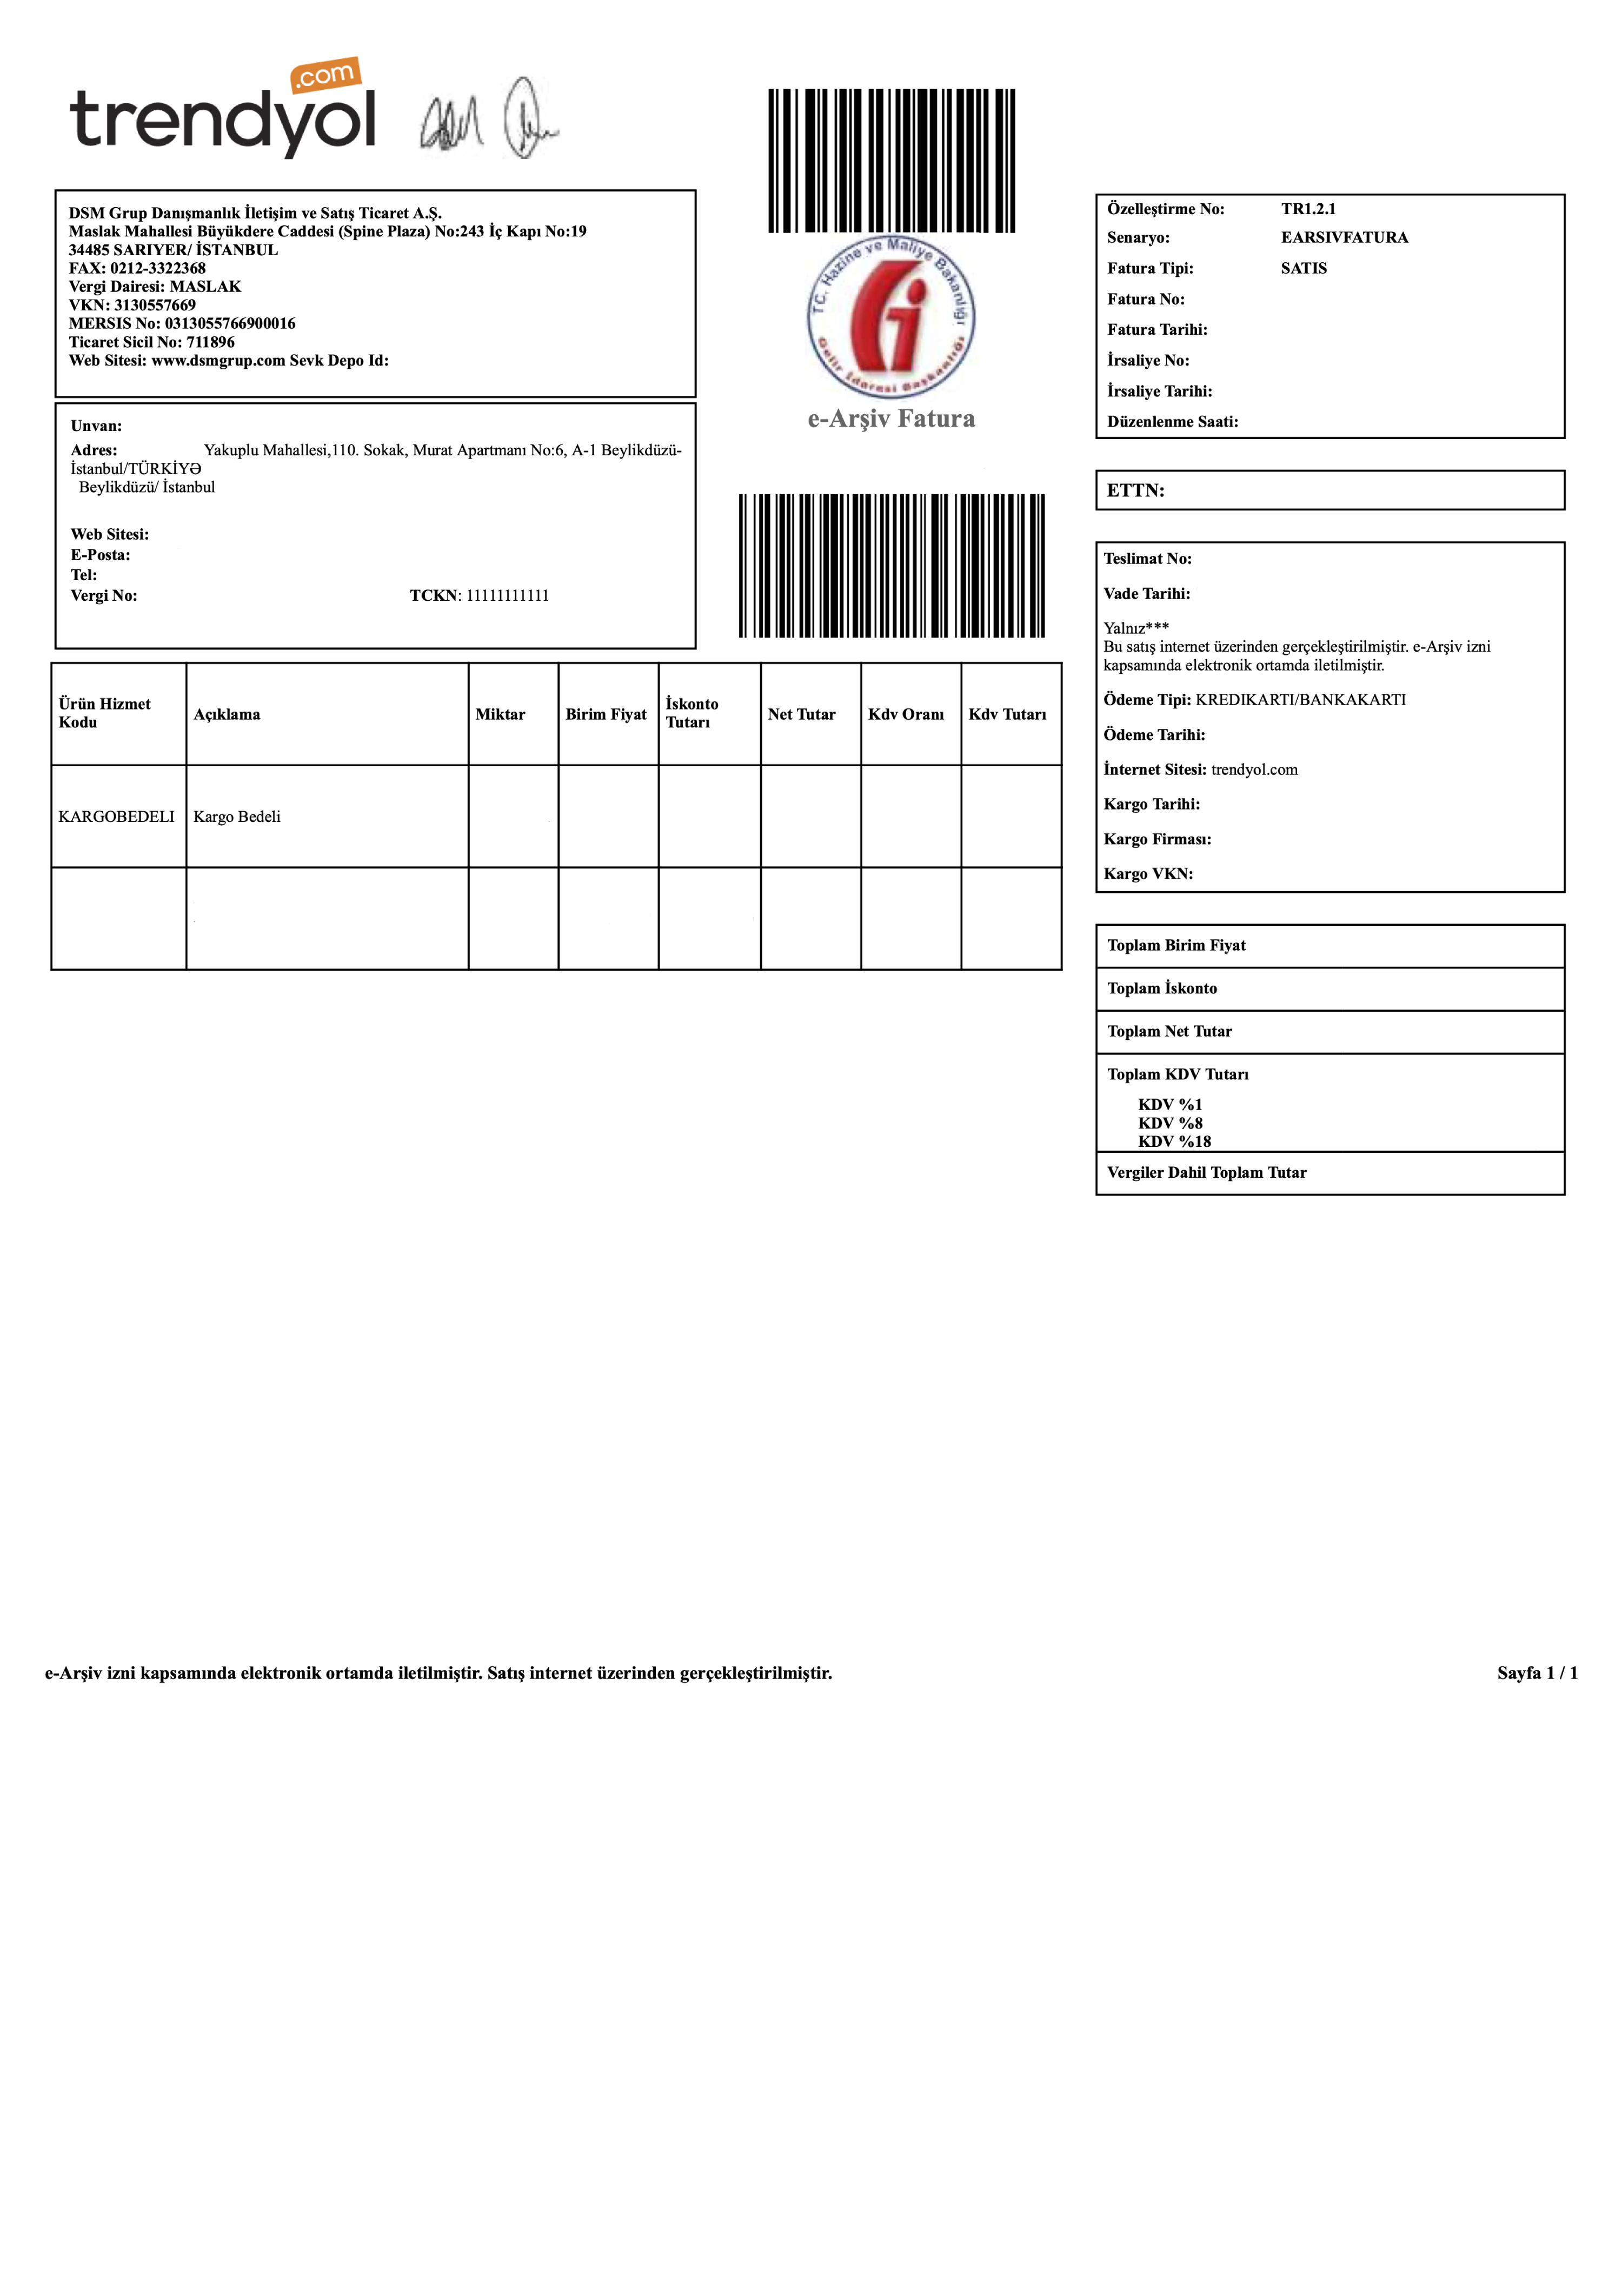 .com
trendyol
DSM Grup Danışmanlık İletişim ve Satış Ticaret A.Ş.
Maslak Mahallesi Büyükdere Caddesi (Spine Plaza) No:243 İç Kapı No:19
34485 SARIYER/ İSTANBUL
FAX: 0212-3322368
Vergi Dairesi: MASLAK
VKN: 3130557669
MERSIS No: 0313055766900016
Ticaret Sicil No: 711896
Web Sitesi: www.dsmgrup.com Sevk Depo Id:
Unvan:
Adres: Yakuplu Mahallesi,110. Sokak, Murat Apartmanı No:6, A-1 Beylikdüzü-
İstanbul/TÜRKİYƏ
Beylikdüzü/ İstanbul
Web Sitesi:
E-Posta:
Tel:
Vergi No: TCKN: 11111111111
T.C. Hazine ve Maliye Bakanlığı
Gelir İdaresi Başkanlığı
e-Arşiv Fatura
Özelleştirme No: TR1.2.1
Senaryo: EARSIVFATURA
Fatura Tipi: SATIS
Fatura No:
Fatura Tarihi:
İrsaliye No:
İrsaliye Tarihi:
Düzenlenme Saati:
ETTN:
Teslimat No:
Vade Tarihi:
Yalnız***
Bu satış internet üzerinden gerçekleştirilmiştir. e-Arşiv izni
kapsamında elektronik ortamda iletilmiştir.
Ödeme Tipi: KREDIKARTI/BANKAKARTI
Ödeme Tarihi:
İnternet Sitesi: trendyol.com
Kargo Tarihi:
Kargo Firması:
Kargo VKN:
Ürün Hizmet Kodu Açıklama Miktar Birim Fiyat İskonto Tutarı Net Tutar Kdv Oranı Kdv Tutarı
KARGOBEDELI Kargo Bedeli
Toplam Birim Fiyat
Toplam İskonto
Toplam Net Tutar
Toplam KDV Tutarı
KDV %1
KDV %8
KDV %18
Vergiler Dahil Toplam Tutar
e-Arşiv izni kapsamında elektronik ortamda iletilmiştir. Satış internet üzerinden gerçekleştirilmiştir.
Sayfa 1 / 1